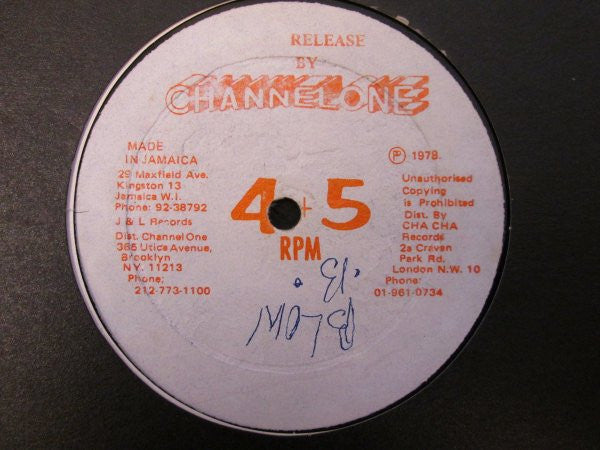 RELEASE
BY
CHANNEL ONE
MADE
IN JAMAICA
29 Maxfield Ave.
Kingston 13
Jamaica W.I.
Phone: 92-38792
J & L Records
Dist. Channel One
365 Utica Avenue,
Brooklyn
NY. 11213
Phone;
212-773-1100
45
RPM
℗ 1978.
Unauthorised
Copying
is Prohibited
Dist. By
CHA CHA
Records
2a Craven
Park Rd.
London N.W. 10
Phone:
01-961-0734